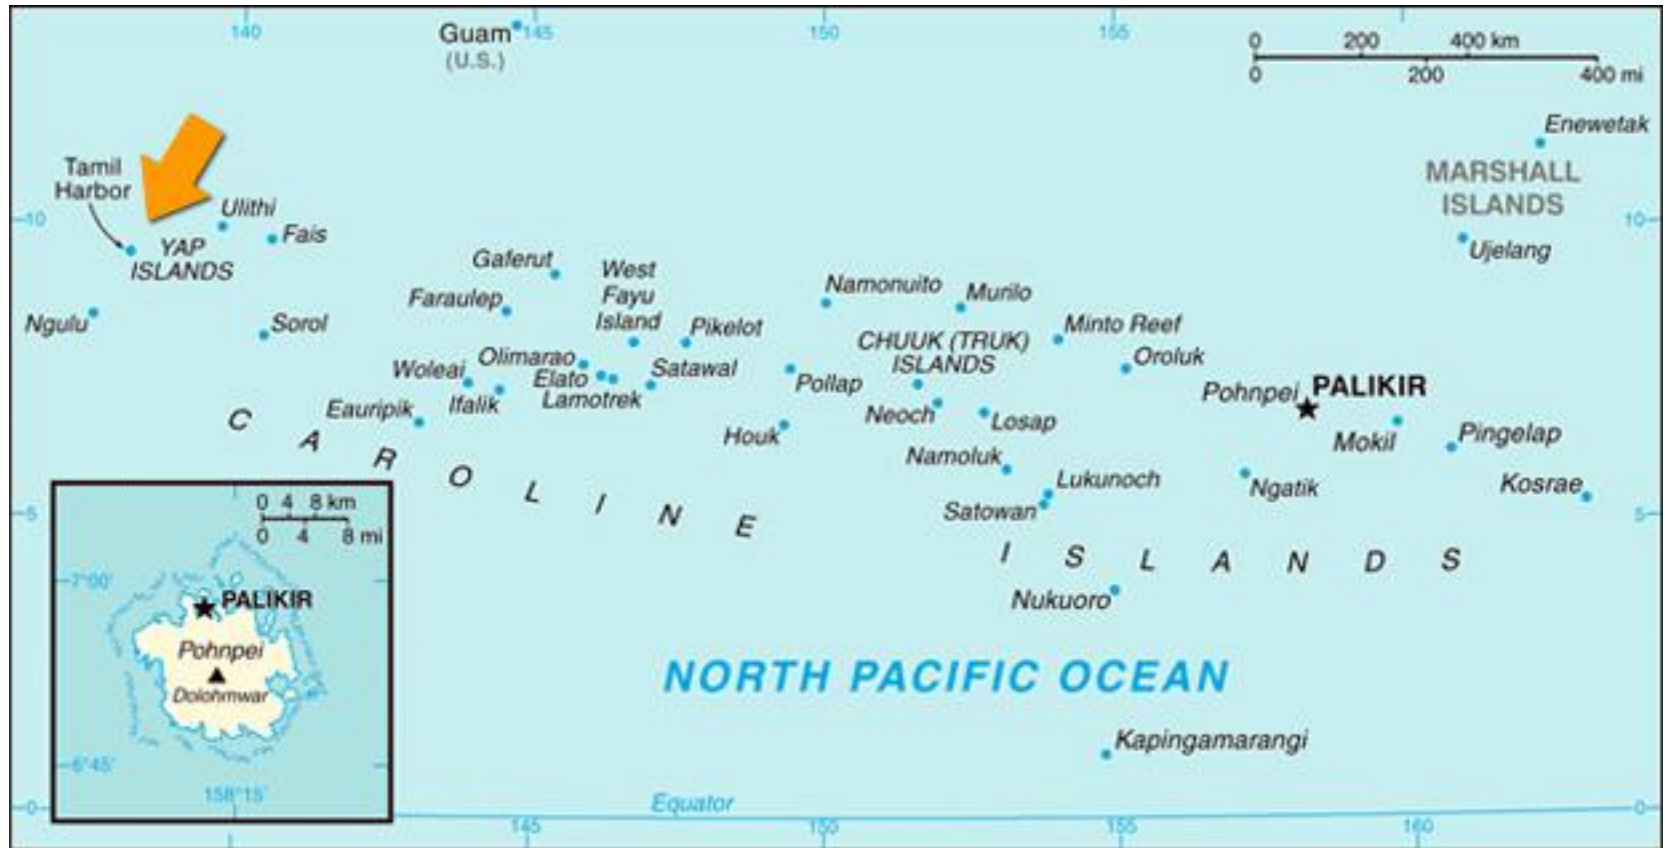 140
145
150
155
Guam
(U.S.)
0 200 400 km
0 200 400 mi
Enewetak
MARSHALL
ISLANDS
Tamil
Harbor
10
10
Ulithi
Fais
YAP
ISLANDS
Ujelang
Gaferut
West
Fayu
Island
Namonuito
Murilo
Faraulep
Ngulu
Sorol
Pikelot
Minto Reef
CHUUK (TRUK)
ISLANDS
Oroluk
Olimarao
Woleai
Elato
Satawal
Pollap
Pohnpei
PALIKIR
Lamotrek
Ifalik
Eauripik
Neoch
Losap
Houk
Mokil
Pingelap
Namoluk
Lukunoch
Ngatik
Kosrae
Satowan
CAROLINE
ISLANDS
5
5
0 4 8 km
0 4 8 mi
7°00'
PALIKIR
Pohnpei
Dolohmwar
6°45'
158°15'
Nukuoro
NORTH PACIFIC OCEAN
Kapingamarangi
Equator
0
0
145
150
155
160